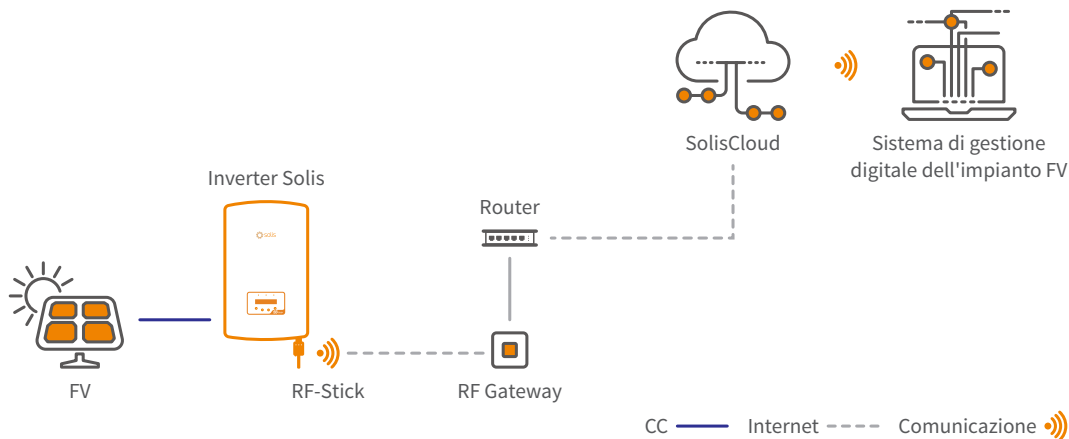 SolisCloud
Sistema di gestione
digitale dell'impianto FV
Inverter Solis
Router
solis
FV
RF-Stick
RF Gateway
CC
Internet
Comunicazione